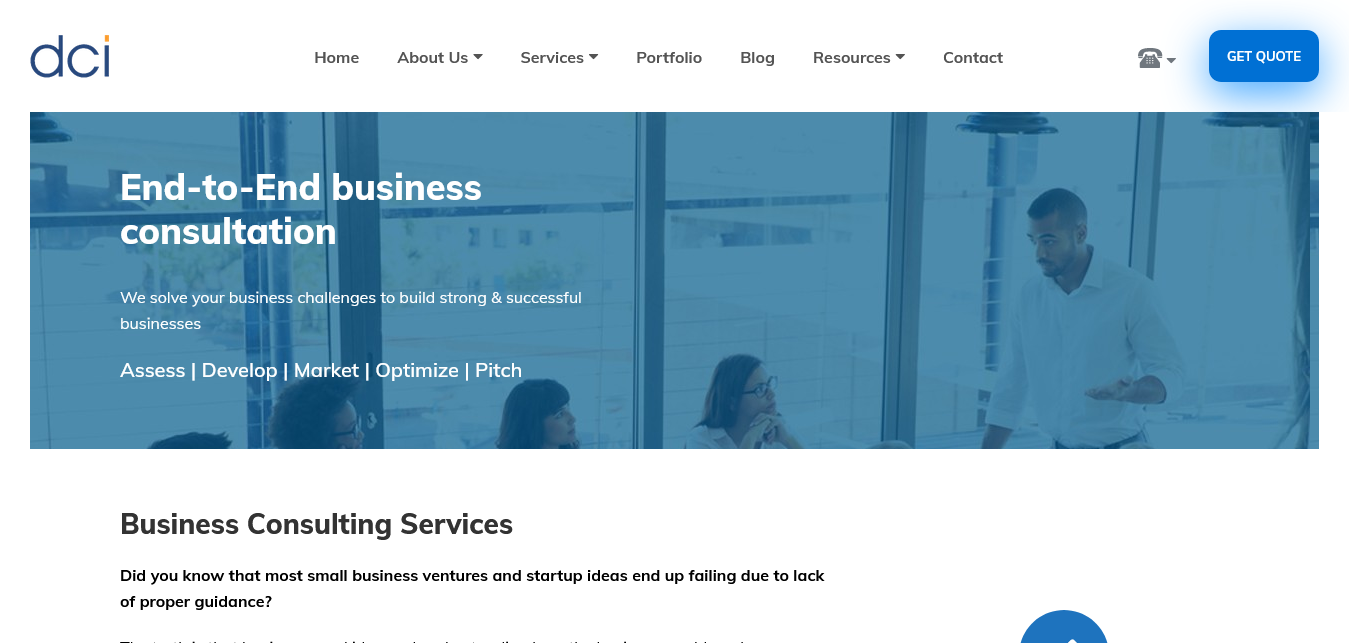 dci
Home
About Us
Services
Portfolio
Blog
Resources
Contact
GET QUOTE
End-to-End business
consultation
We solve your business challenges to build strong & successful
businesses
Assess | Develop | Market | Optimize | Pitch
Business Consulting Services
Did you know that most small business ventures and startup ideas end up failing due to lack
of proper guidance?